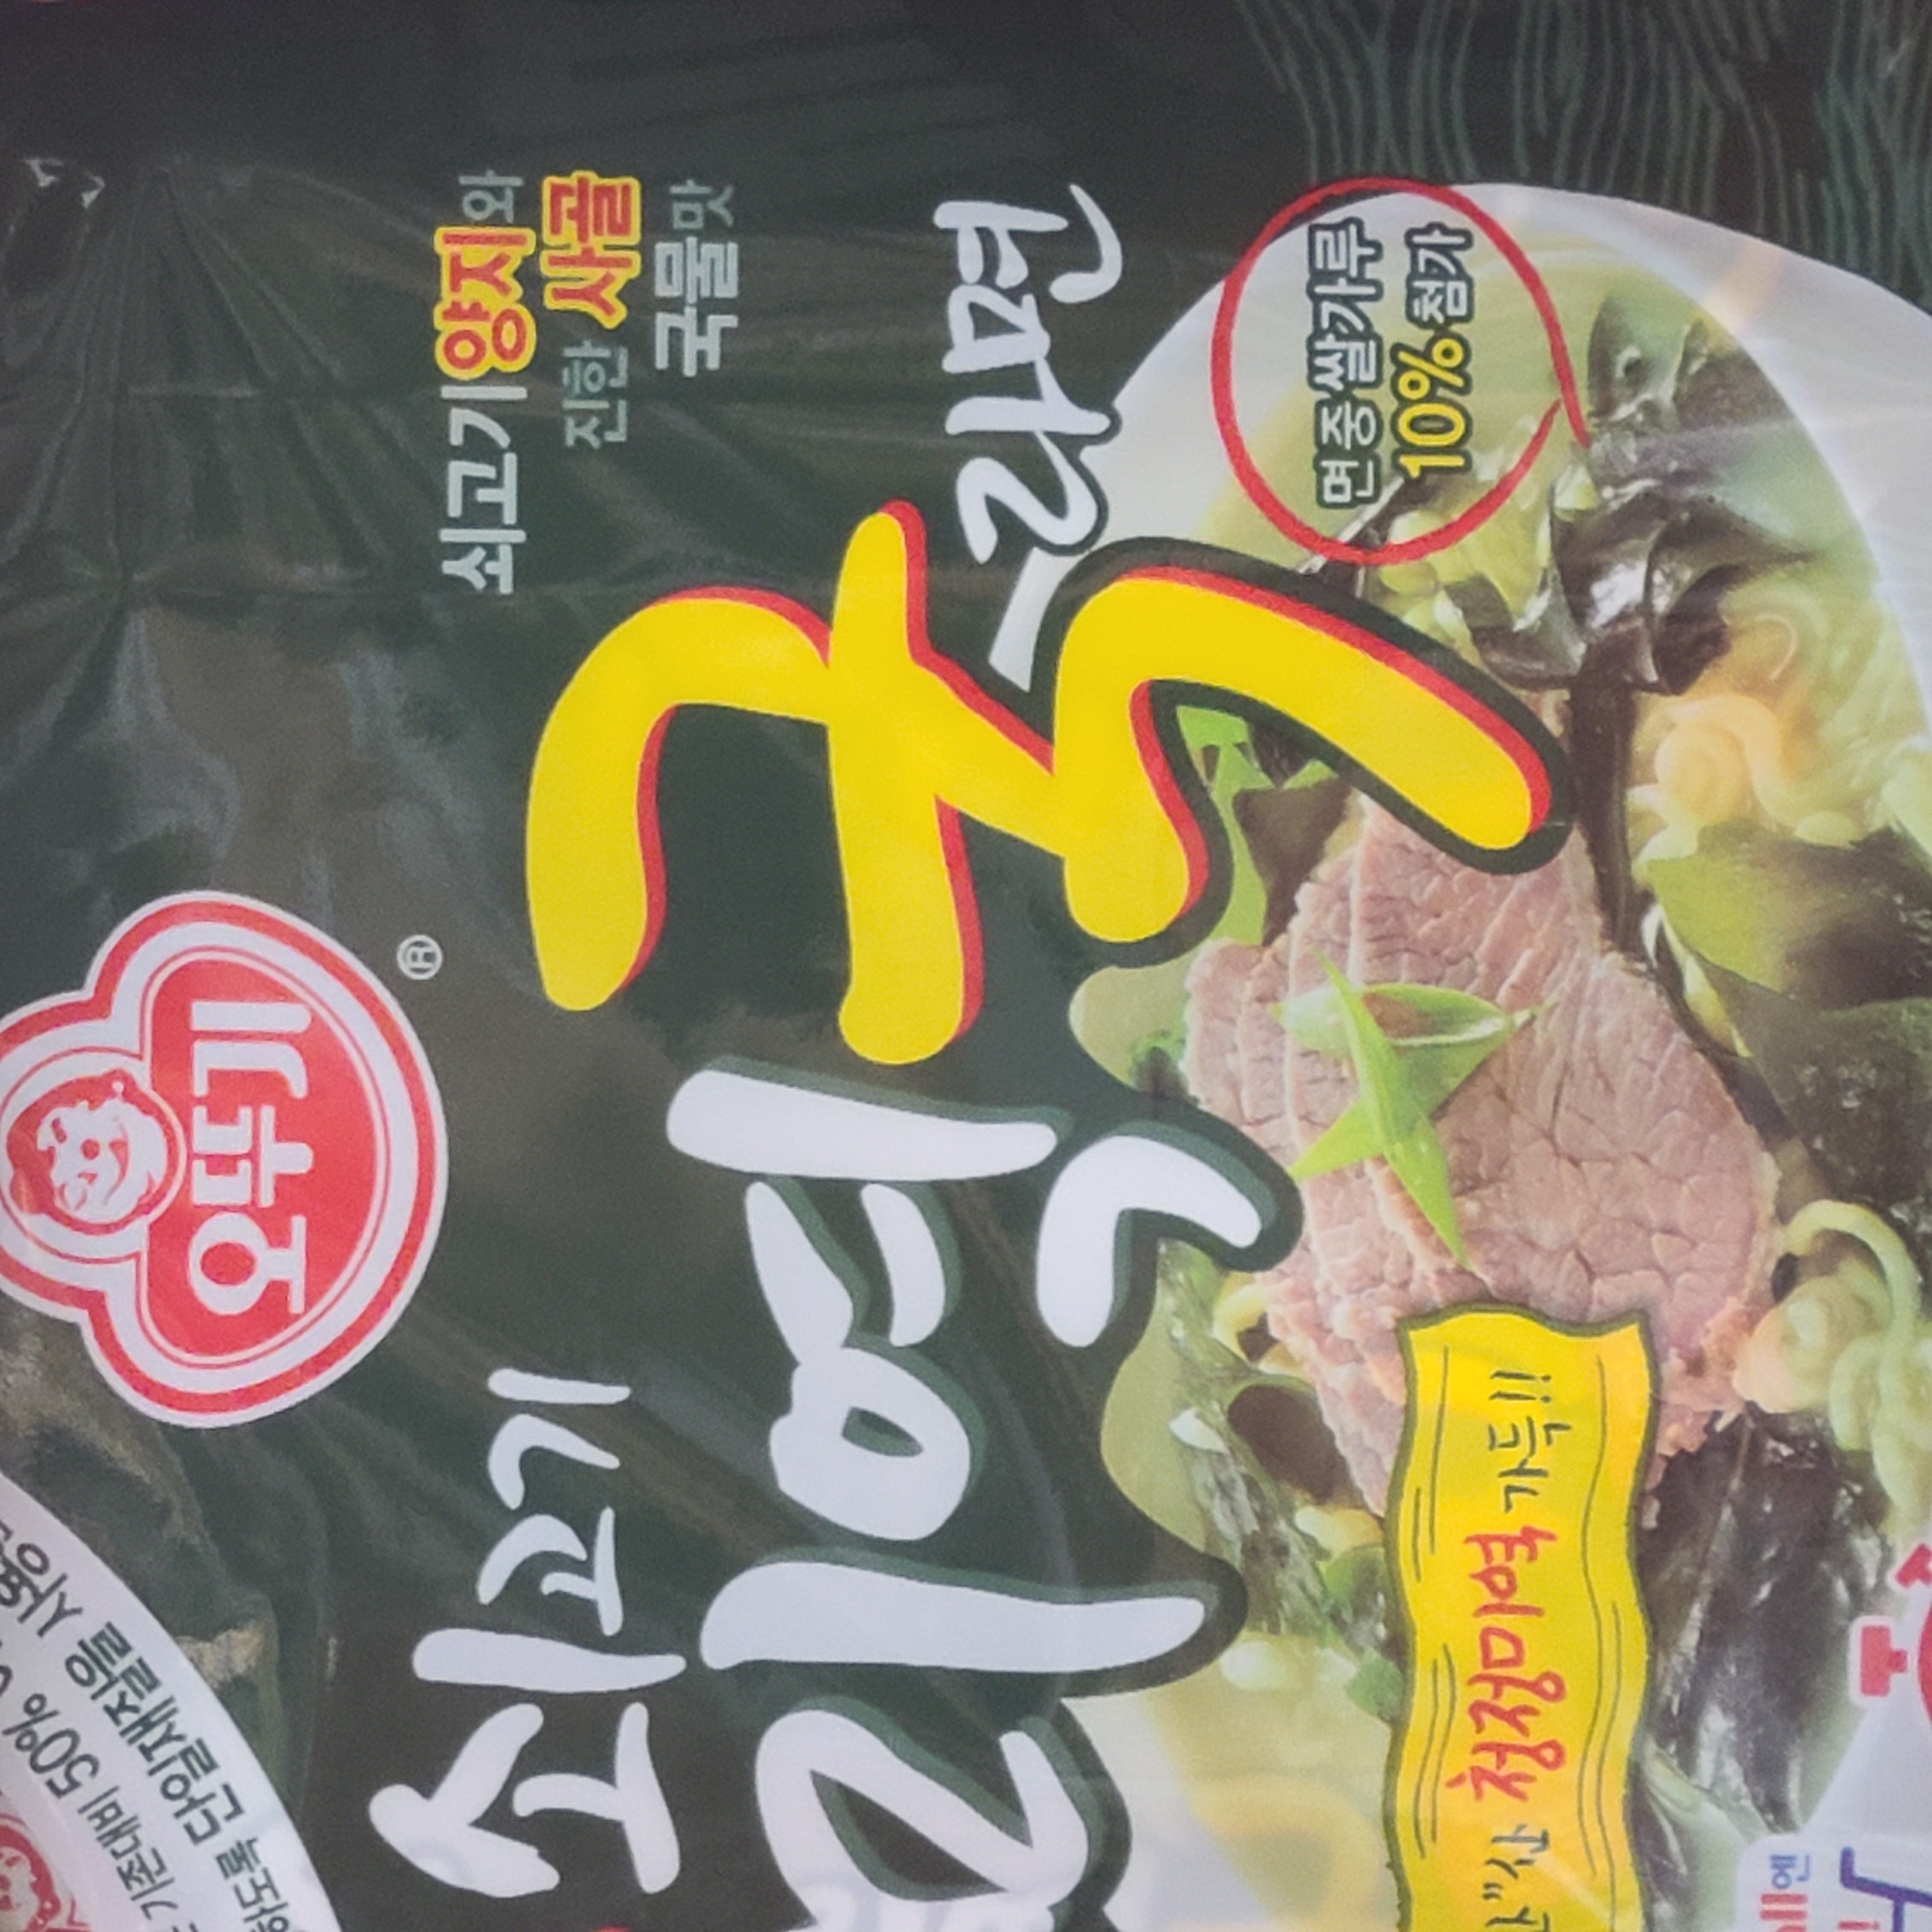 오뚜기
®
쇠고기양지와
진한 사골
국물맛
쇠고기
미역국
라면
면중쌀가루
10%첨가
산 청정미역 가득!!
기존대비 50%
단일재질을 사용